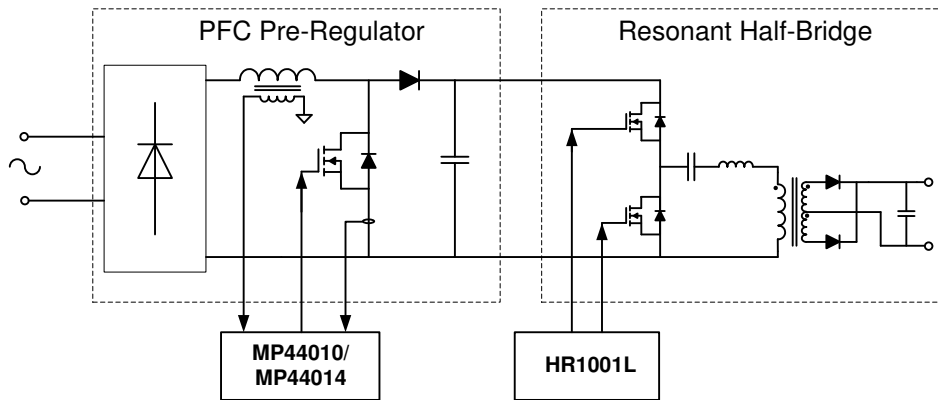 PFC Pre-Regulator
Resonant Half-Bridge
MP44010/
MP44014
HR1001L